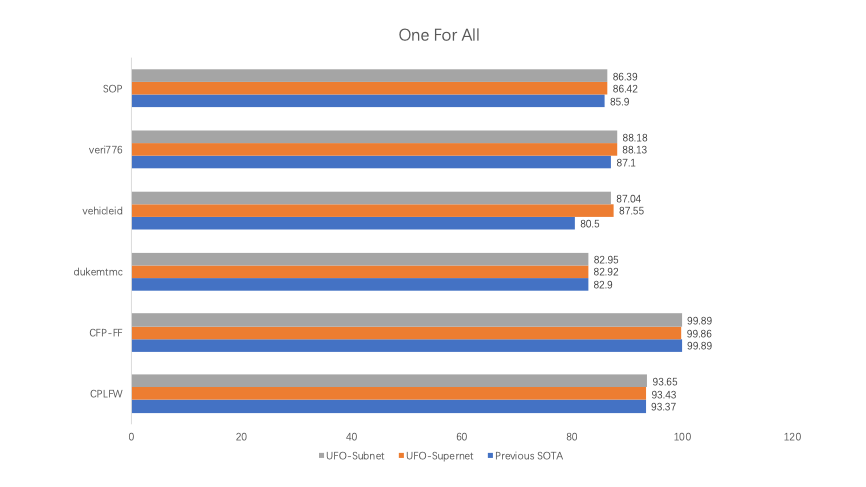 One For All
SOP
86.39
86.42
85.9
veri776
88.18
88.13
87.1
vehicleid
87.04
87.55
80.5
dukemtmc
82.95
82.92
82.9
CFP-FF
99.89
99.86
99.89
CPLFW
93.65
93.43
93.37
0 20 40 60 80 100 120
UFO-Subnet UFO-Supernet Previous SOTA